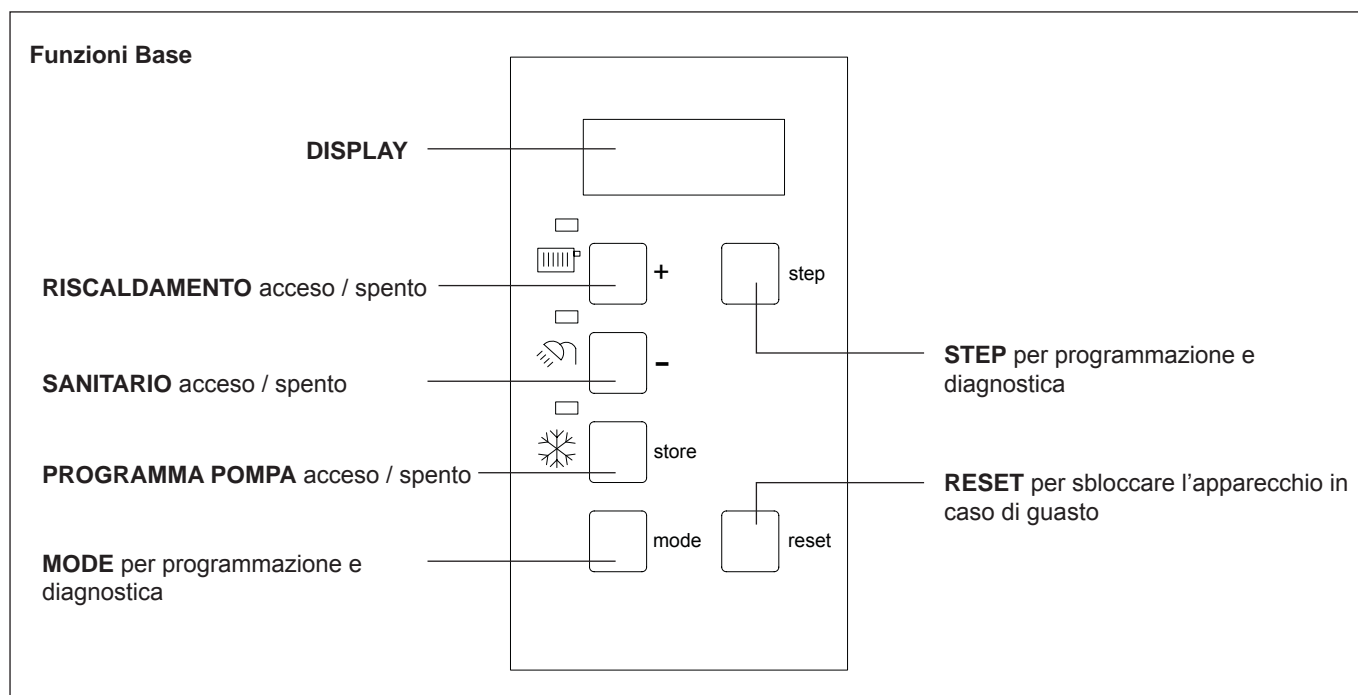 Funzioni Base
DISPLAY
RISCALDAMENTO acceso / spento
+
step
SANITARIO acceso / spento
-
STEP per programmazione e
diagnostica
PROGRAMMA POMPA acceso / spento
store
RESET per sbloccare l’apparecchio in
caso di guasto
MODE per programmazione e
diagnostica
mode
reset